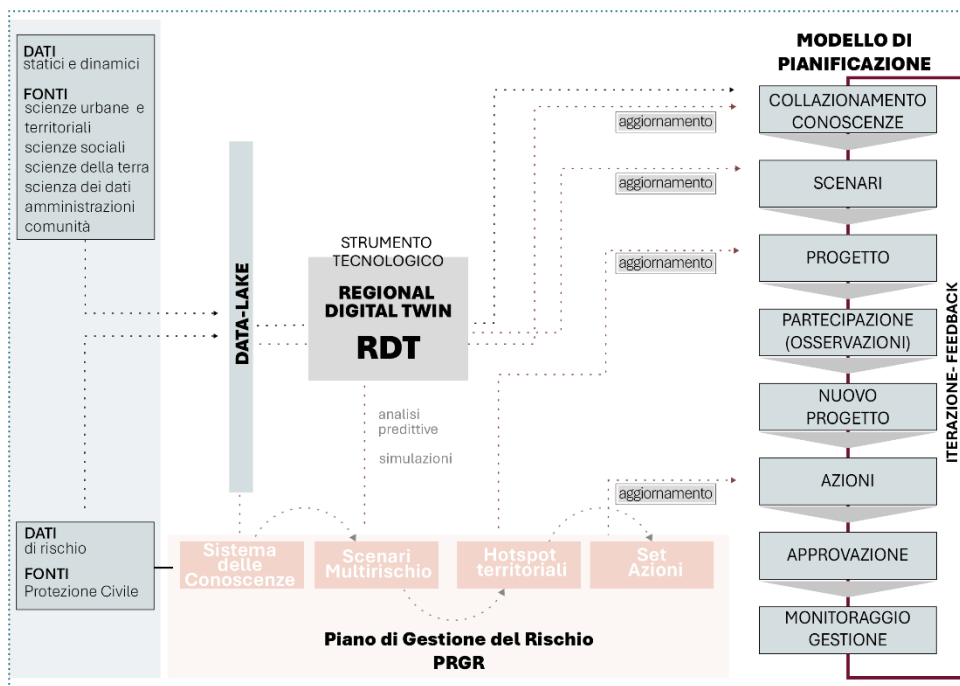 DATI
statici e dinamici
FONTI
scienze urbane e
territoriali
scienze sociali
scienze della terra
scienza dei dati
amministrazioni
comunità
DATI
di rischio
FONTI
Protezione Civile
DATA-LAKE
STRUMENTO
TECNOLOGICO
REGIONAL
DIGITAL TWIN
RDT
analisi
predittive
simulazioni
aggiornamento
aggiornamento
aggiornamento
aggiornamento
Sistema
delle
Conoscenze
Scenari
Multirischio
Hotspot
territoriali
Set
Azioni
Piano di Gestione del Rischio
PRGR
MODELLO DI
PIANIFICAZIONE
COLLAZIONAMENTO
CONOSCENZE
SCENARI
PROGETTO
PARTECIPAZIONE
(OSSERVAZIONI)
NUOVO
PROGETTO
AZIONI
APPROVAZIONE
MONITORAGGIO
GESTIONE
ITERAZIONE- FEEDBACK